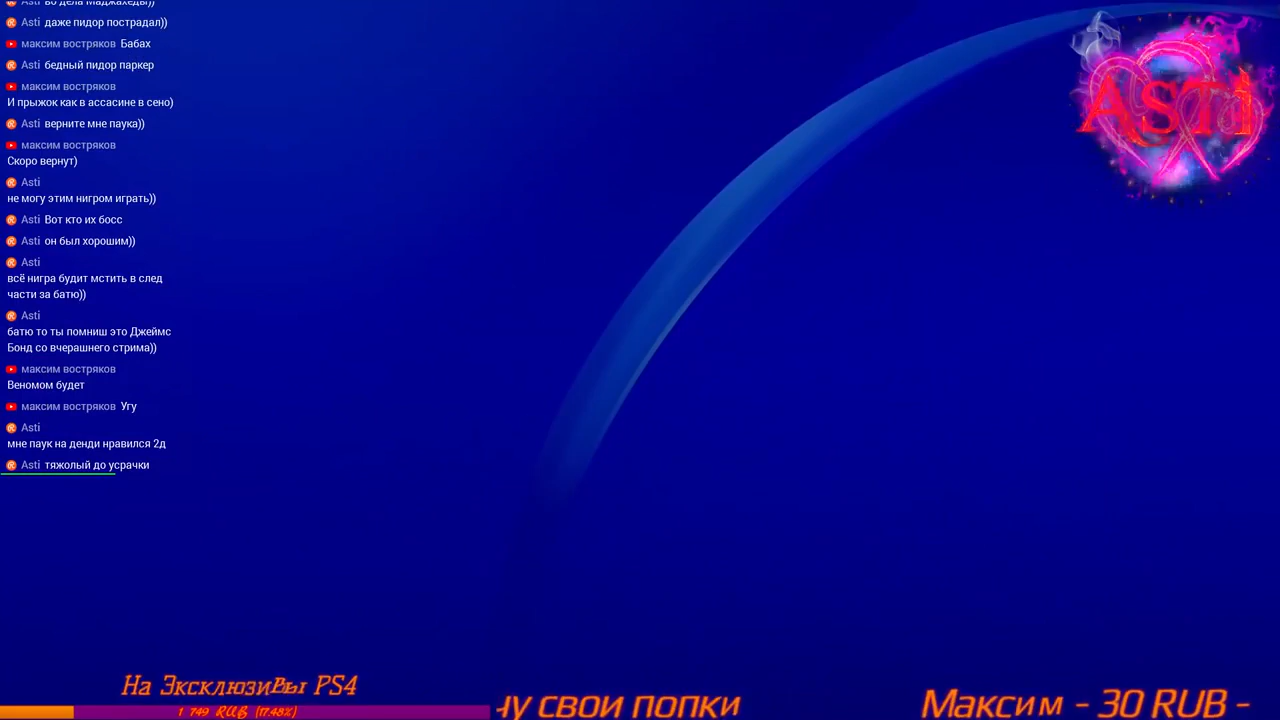 Asti во дела Маджахеды))
Asti даже пидор пострадал))
максим востряков Бабах
Asti бедный пидор паркер
максим востряков
И прыжок как в ассасине в сено)
Asti верните мне паука))
максим востряков
Скоро вернут)
Asti
не могу этим нигром играть))
Asti Вот кто их босс
Asti он был хорошим))
Asti
всё нигра будит мстить в след
части за батю))
Asti
батю то ты помниш это Джеймс
Бонд со вчерашнего стрима))
максим востряков
Веномом будет
максим востряков Угу
Asti
мне паук на денди нравился 2д
Asti тяжолый до усрачки
ASTI
На Эксклюзивы PS4
1 749 RUB (17.48%)
свои попки
Максим - 30 RUB -